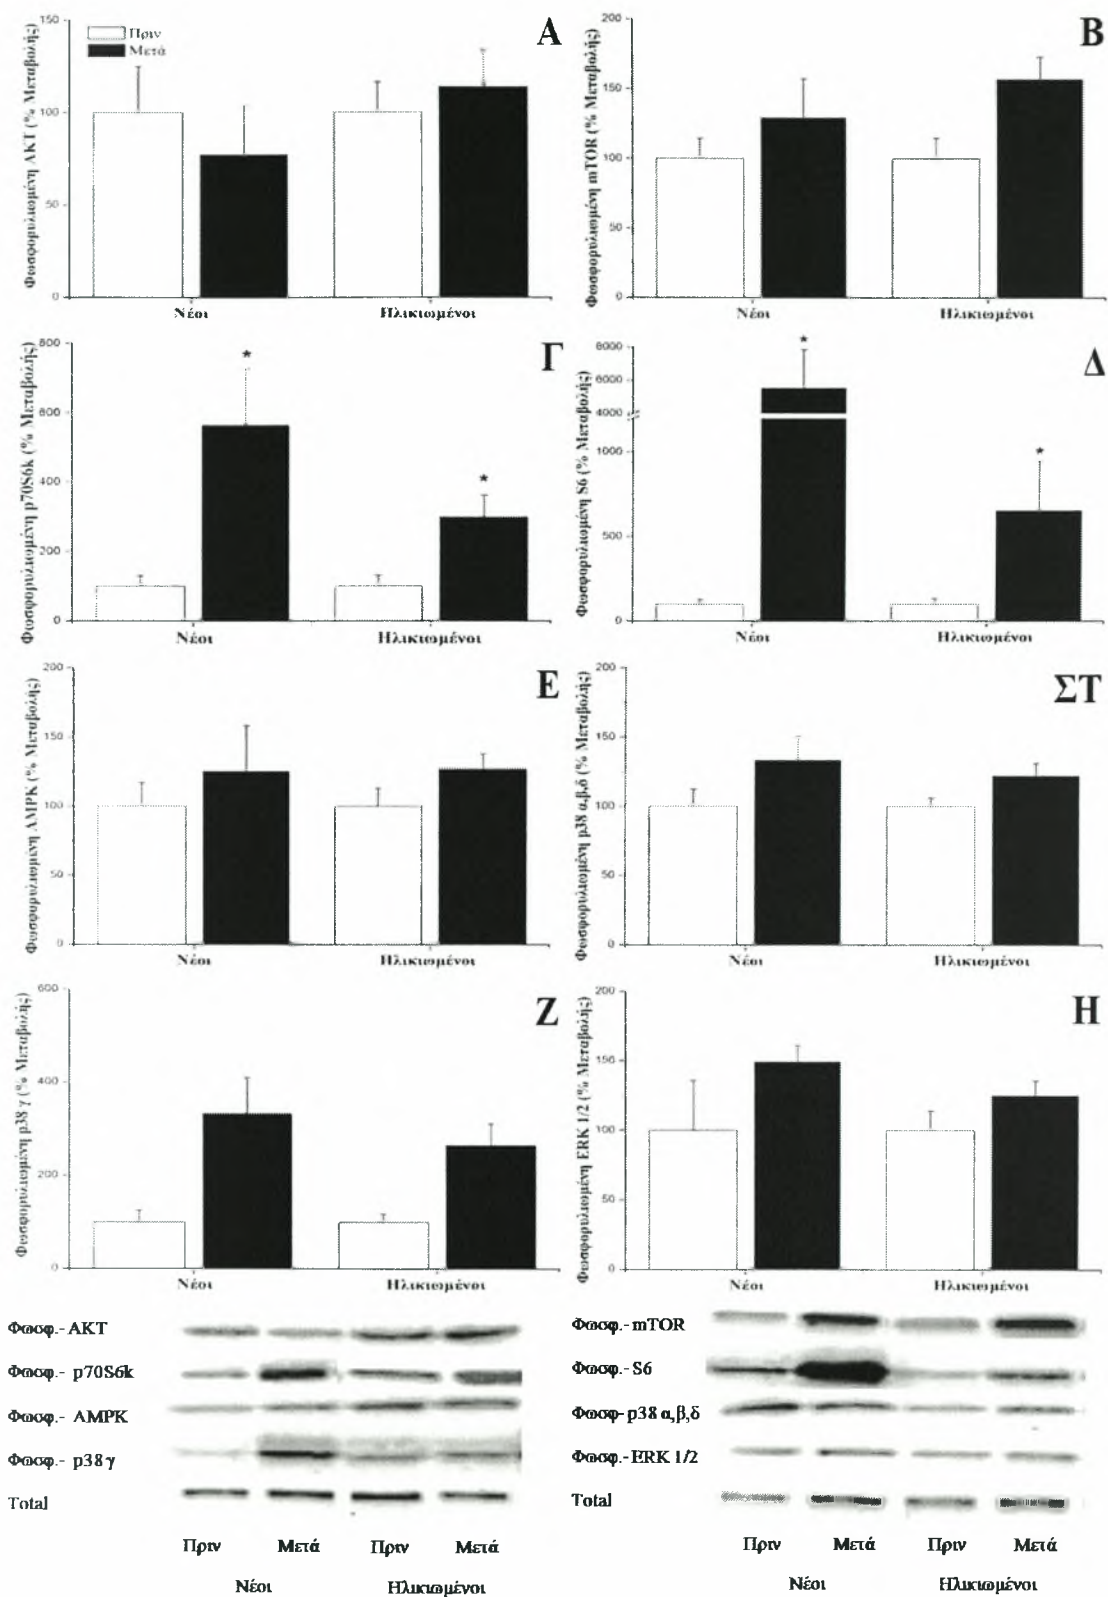 Φωσφορυλιωμένη ΑΚΤ (% Μεταβολής)
150
100
50
0
Πριν
Μετά
Α
Νέοι
Ηλικιωμένοι
Φωσφορυλιωμένη mTOR (% Μεταβολής)
200
150
100
50
0
Β
Νέοι
Ηλικιωμένοι
Φωσφορυλιωμένη p70S6k (% Μεταβολής)
800
600
400
200
0
*
*
Γ
Νέοι
Ηλικιωμένοι
Φωσφορυλιωμένη S6 (% Μεταβολής)
8000
6000
4000
1000
500
0
*
*
Δ
Νέοι
Ηλικιωμένοι
Φωσφορυλιωμένη AMPK (% Μεταβολής)
200
150
100
50
0
Ε
Νέοι
Ηλικιωμένοι
Φωσφορυλιωμένη p38 α,β,δ (% Μεταβολής)
200
150
100
50
0
ΣΤ
Νέοι
Ηλικιωμένοι
Φωσφορυλιωμένη p38 γ (% Μεταβολής)
600
400
200
0
Ζ
Νέοι
Ηλικιωμένοι
Φωσφορυλιωμένη ERK 1/2 (% Μεταβολής)
200
150
100
50
0
Η
Νέοι
Ηλικιωμένοι
Φωσφ.- AKT
Φωσφ.- p70S6k
Φωσφ.- AMPK
Φωσφ.- p38 γ
Total
Πριν Μετά Πριν Μετά
Νέοι Ηλικιωμένοι
Φωσφ.- mTOR
Φωσφ.- S6
Φωσφ- p38 α,β,δ
Φωσφ.- ERK 1/2
Total
Πριν Μετά Πριν Μετά
Νέοι Ηλικιωμένοι